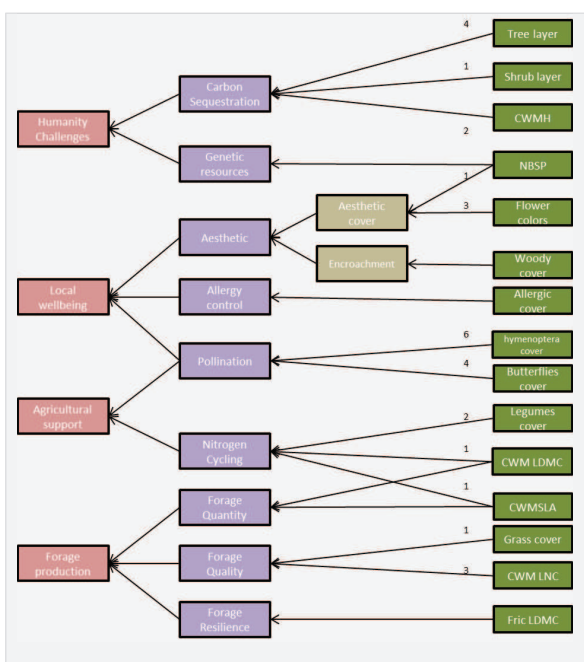 Humanity
Challenges
Local
wellbeing
Agricultural
support
Forage
production
Carbon
Sequestration
Genetic
resources
Aesthetic
Allergy
control
Pollination
Nitrogen
Cycling
Forage
Quantity
Forage
Quality
Forage
Resilience
Aesthetic
cover
Encroachment
4
1
2
1
3
6
4
2
1
1
1
3
Tree layer
Shrub layer
CWMH
NBSP
Flower
colors
Woody
cover
Allergic
cover
hymenoptera
cover
Butterflies
cover
Legumes
cover
CWM LDMC
CWMSLA
Grass cover
CWM LNC
Fric LDMC